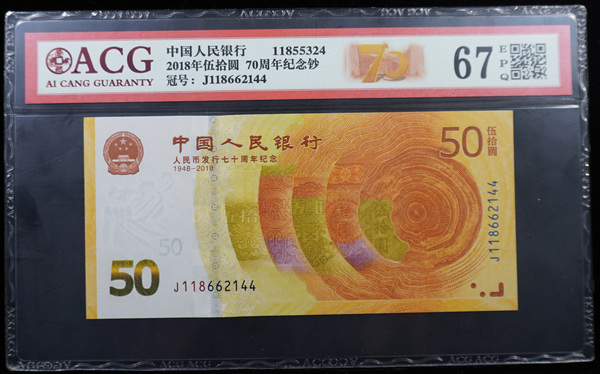 ACG
AI CANG GUARANTY
中国人民银行 11855324
2018年伍拾圆 70周年纪念钞
冠号: J118662144
70
67
EPQ
中国人民银行
人民币发行七十周年纪念
1948-2018
50 伍拾圆
50
50
J118662144
J118662144